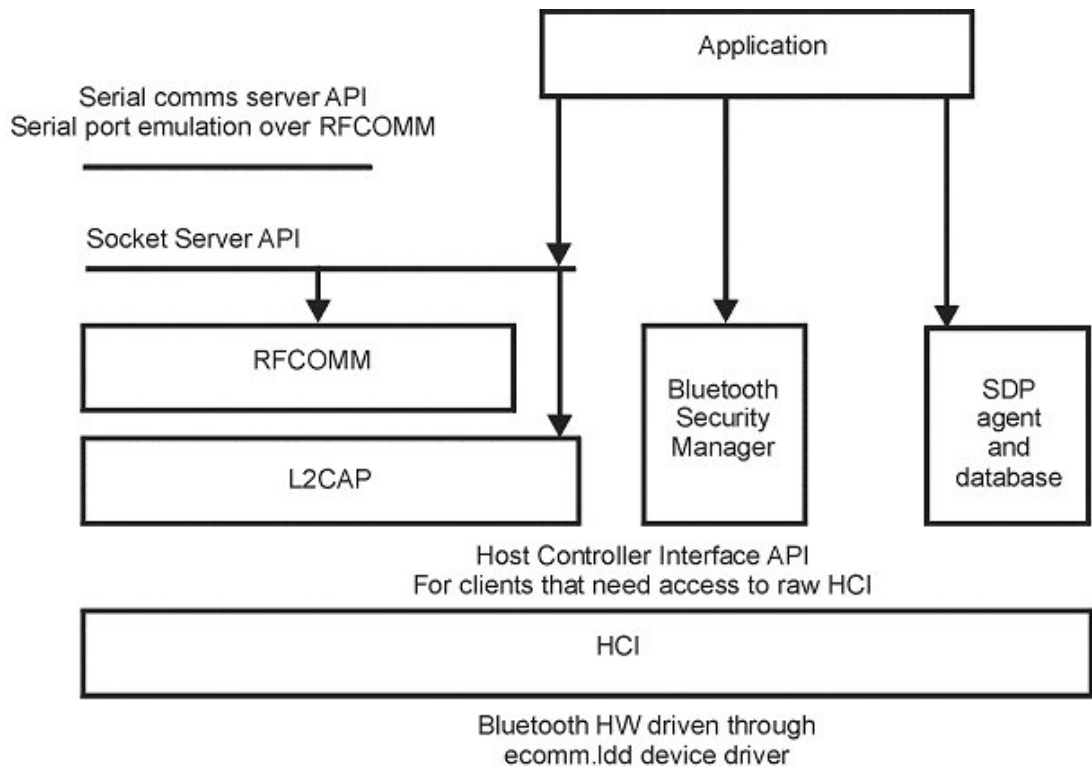 Application
Serial comms server API
Serial port emulation over RFCOMM
Socket Server API
RFCOMM
L2CAP
Bluetooth
Security
Manager
SDP
agent
and
database
Host Controller Interface API
For clients that need access to raw HCI
HCI
Bluetooth HW driven through
ecomm.ldd device driver